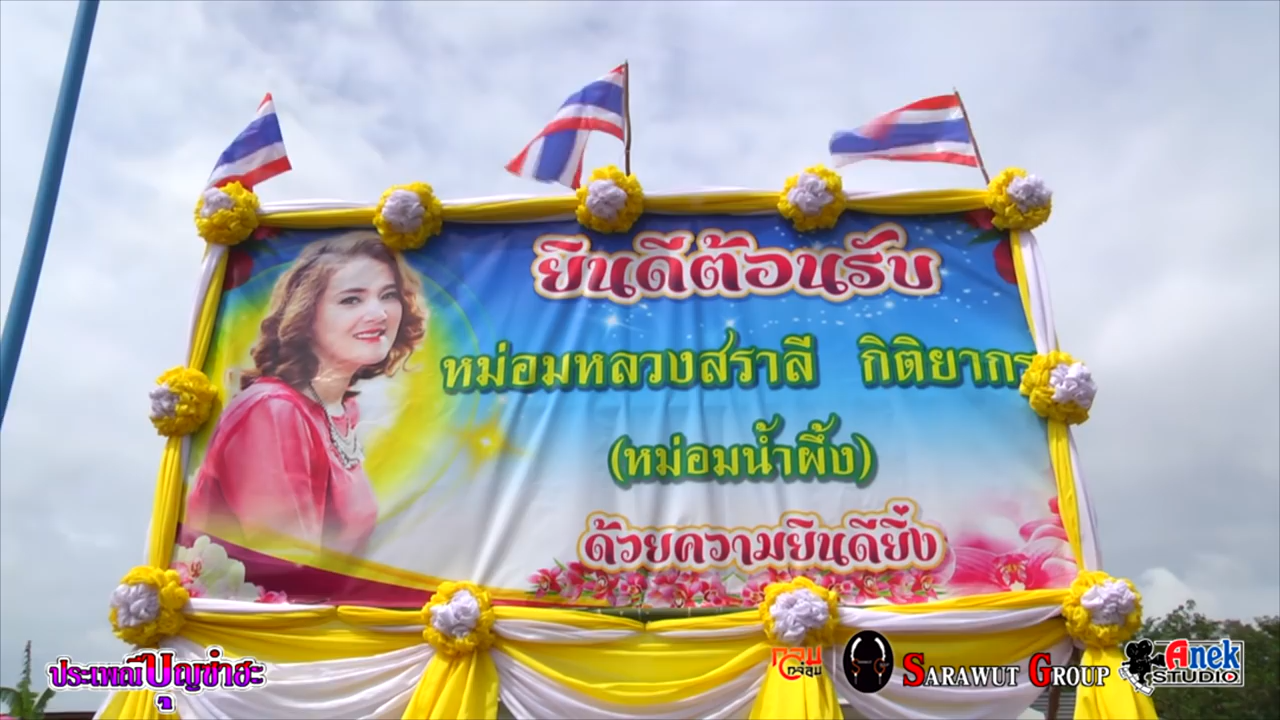 ยินดีต้อนรับ
หม่อมหลวงสราลี กิติยากร
(หม่อมน้ำผึ้ง)
ด้วยความยินดียิ่ง
ประเพณีบุญซำฮะ
SARAWUT GROUP
Anek
STUDIO